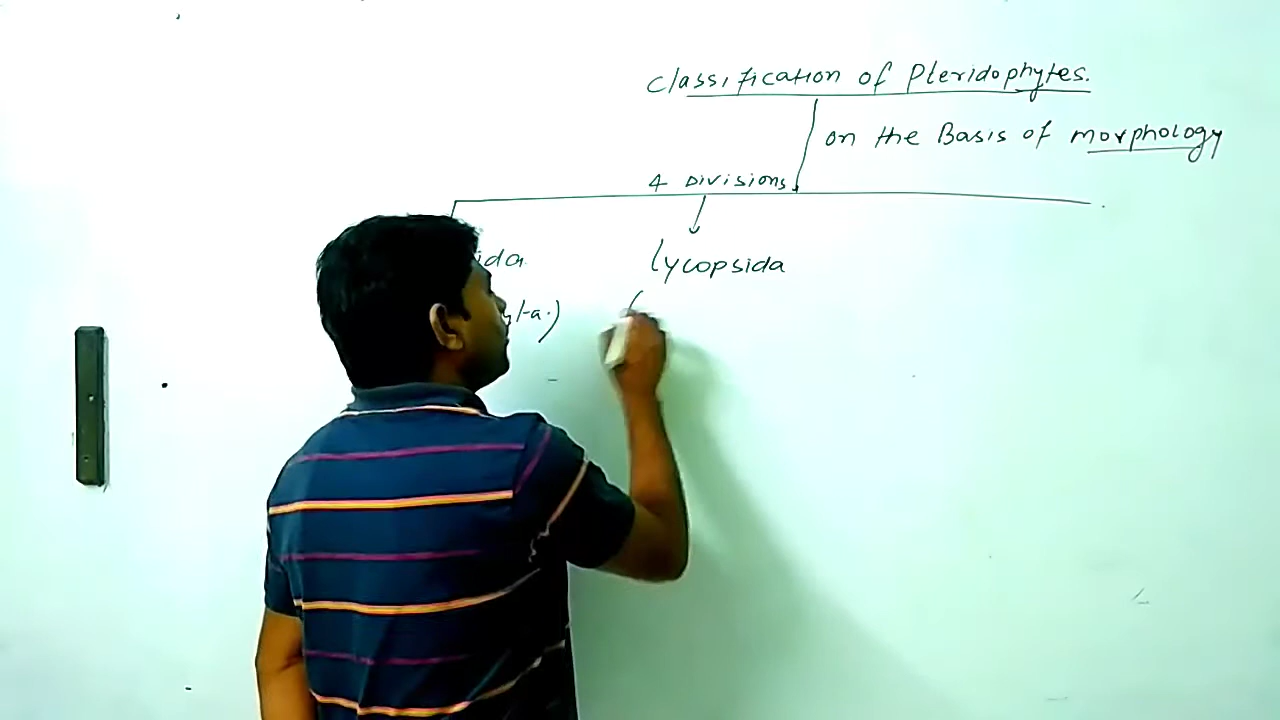 Classification of Pteridophytes.
on the Basis of morphology
4 Divisions
Lycopsida